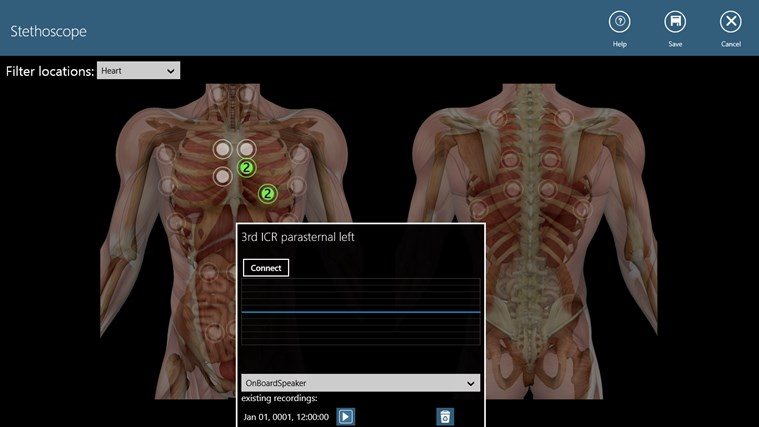 Stethoscope
Help
Save
Cancel
Filter locations:
Heart
2
2
3rd ICR parasternal left
Connect
OnBoardSpeaker
existing recordings:
Jan 01, 0001, 12:00:00